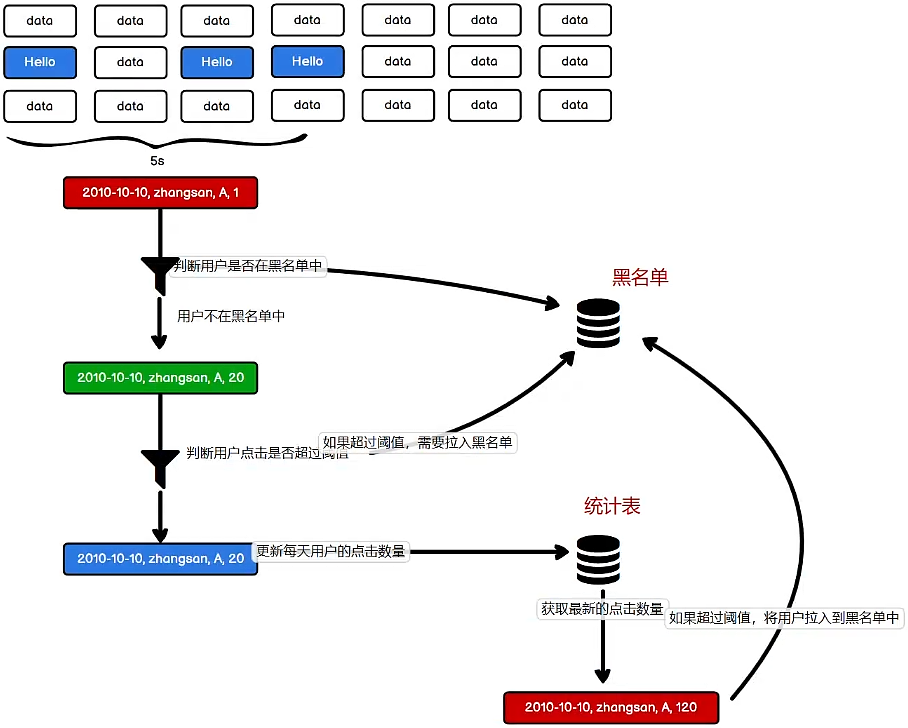 data data data data data data data
Hello data Hello Hello data data data
data data data data data data data
5s
2010-10-10, zhangsan, A, 1
判断用户是否在黑名单中
黑名单
用户不在黑名单中
2010-10-10, zhangsan, A, 20
如果超过阈值，需要拉入黑名单
判断用户点击是否超过阈值
统计表
2010-10-10, zhangsan, A, 20
更新每天用户的点击数量
获取最新的点击数量
如果超过阈值，将用户拉入到黑名单中
2010-10-10, zhangsan, A, 120